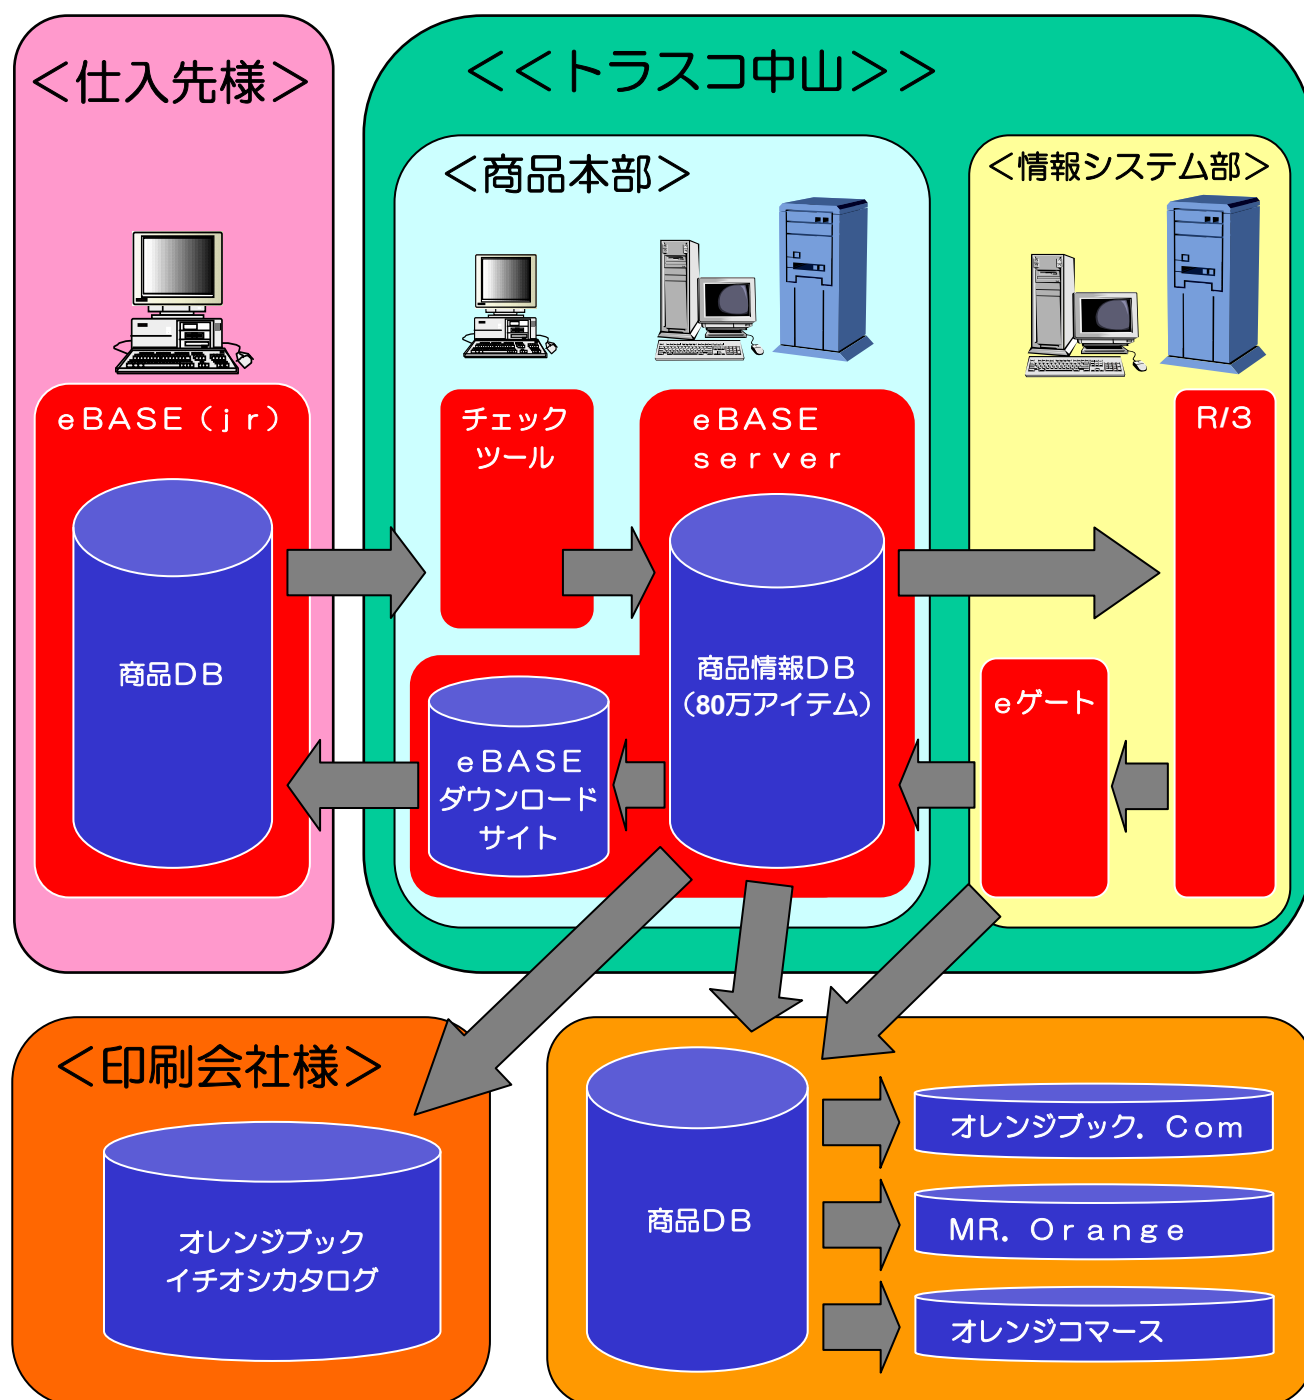 ＜仕入先様＞
＜＜トラスコ中山＞＞
＜商品本部＞
＜情報システム部＞
ｅＢＡＳＥ（ｊｒ）
商品ＤＢ
チェック
ツール
ｅＢＡＳＥ
ｓｅｒｖｅｒ
商品情報ＤＢ
（80万アイテム）
ｅＢＡＳＥ
ダウンロード
サイト
R/3
ｅゲート
＜印刷会社様＞
オレンジブック
イチオシカタログ
商品ＤＢ
オレンジブック．Ｃｏｍ
MR．Ｏｒａｎｇｅ
オレンジコマース